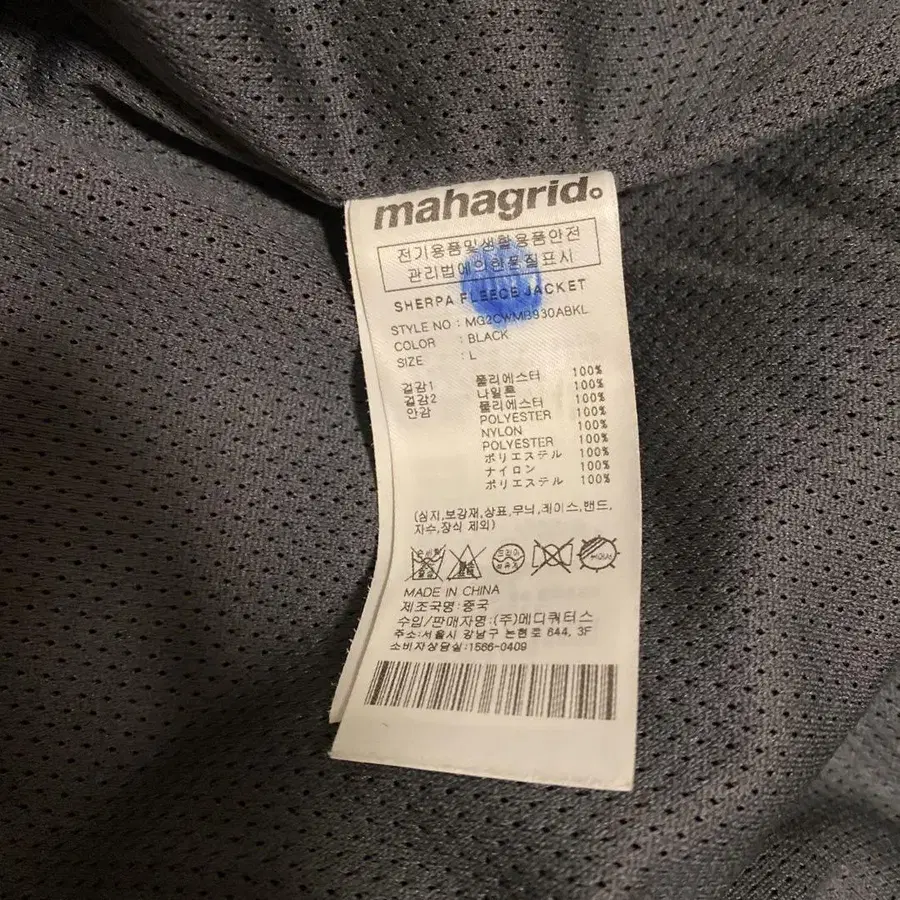 mahagrid
전기용품및생활용품안전
관리법에의한품질표시
SHERPA FLEECE JACKET
STYLE NO : MG2CWMB930ABKL
COLOR : BLACK
SIZE : L
겉감1 폴리에스터 100%
겉감2 나일론 100%
안감 폴리에스터 100%
POLYESTER 100%
NYLON 100%
POLYESTER 100%
ポリエステル 100%
ナイロン 100%
ポリエステル 100%
(심지,보강재,상표,무늬,레이스,밴드,
자수,장식 제외)
드라이
석유계
MADE IN CHINA
제조국명:중국
수입/판매자명:(주)메디쿼터스
주소:서울시 강남구 논현로 644, 3F
소비자상담실:1566-0409